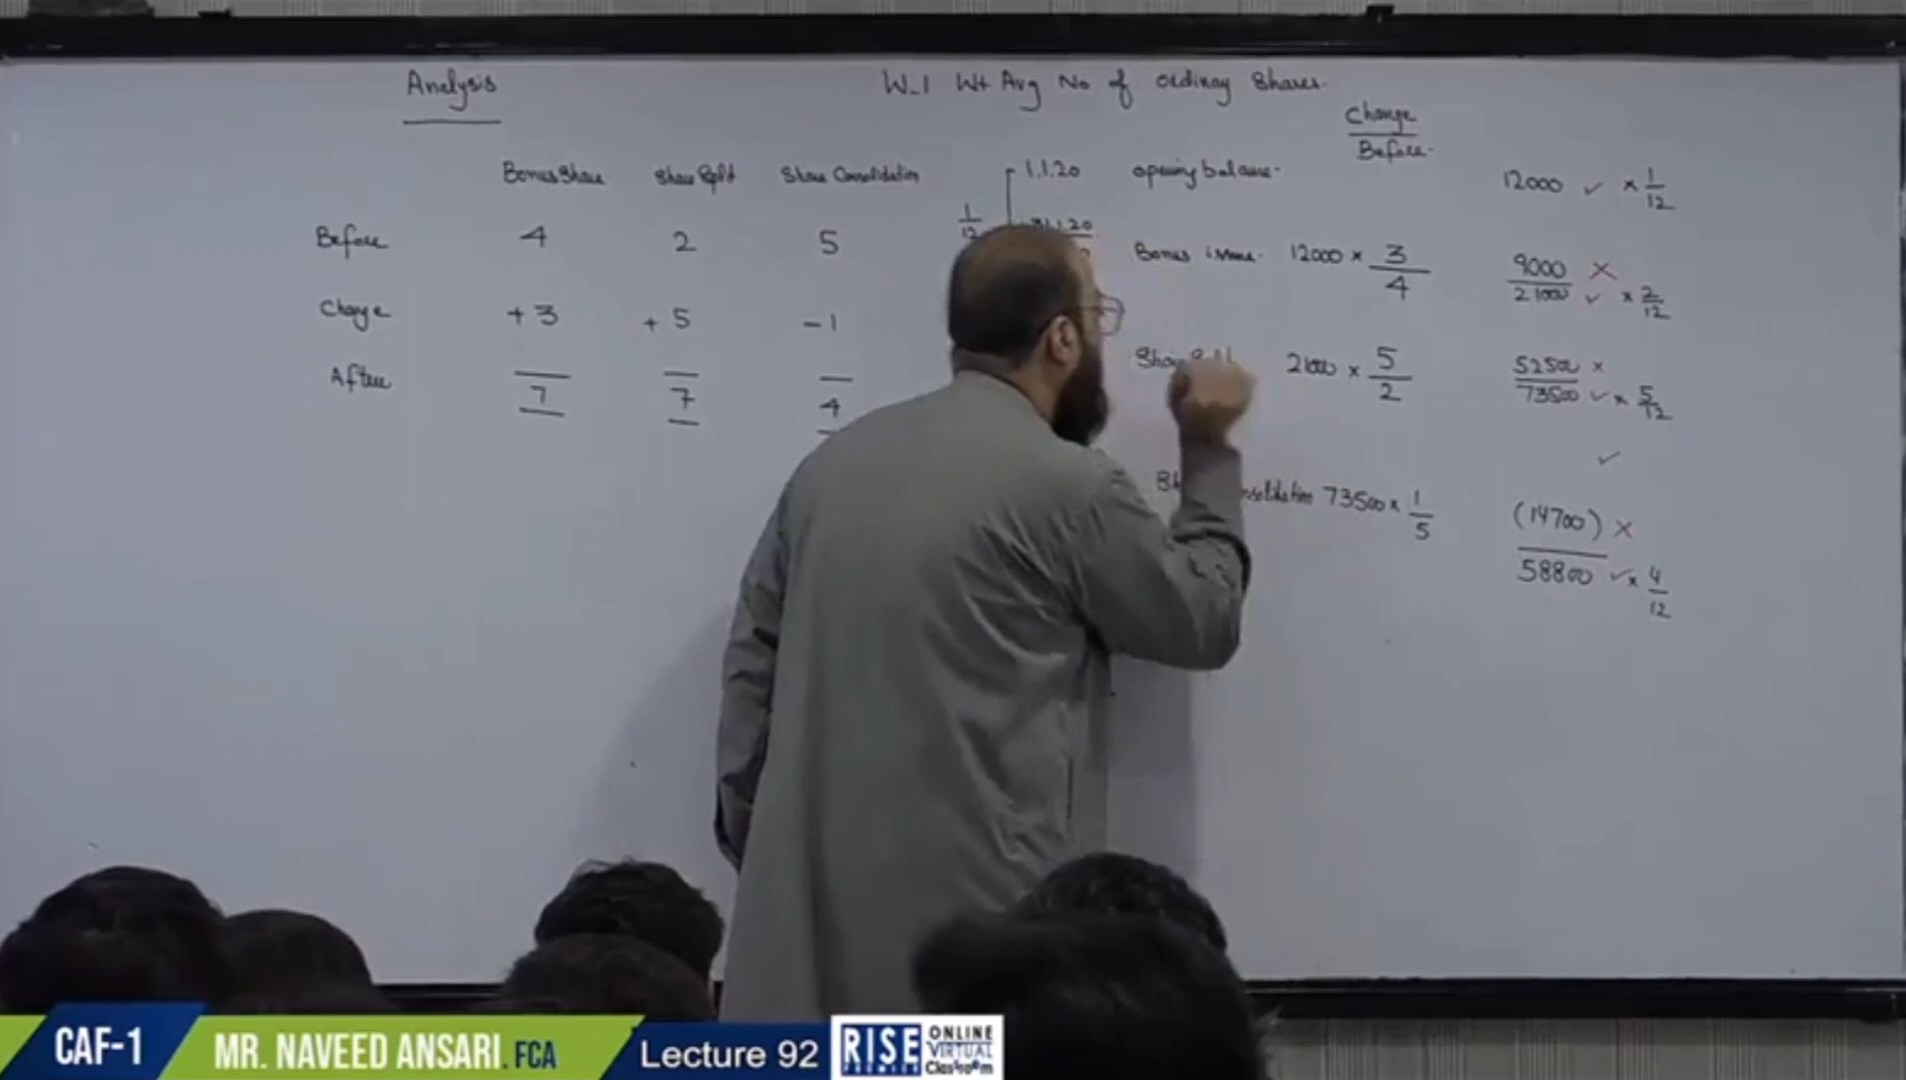 Analysis
W_1 Wt Avg No of ordinary shares.
Change
Before.
Bonus Share Share Split Share Consolidation
1.1.20 opening balance. 12000 ✓ × 1/12
Before 4 2 5
1/12
Bonus issue. 12000 × 3/4 9000 ×
21000 ✓ × 2/12
Change +3 +5 -1
2100 × 5/2 52500 ×
73500 ✓ × 5/12
After 7 7 4
✓
73500 × 1/5 (14700) ×
58800 ✓ × 4/12
CAF-1
MR. NAVEED ANSARI. FCA
Lecture 92
RISE
PREMIER
ONLINE
VIRTUAL
Classroom